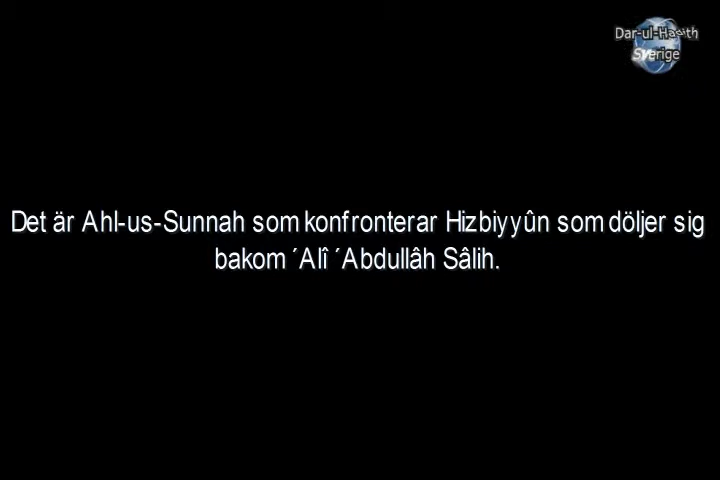 Dar-ul-Hadith
Sverige
Det är Ahl-us-Sunnah som konfronterar Hizbiyyûn som döljer sig
bakom ´Alî ´Abdullâh Sâlih.